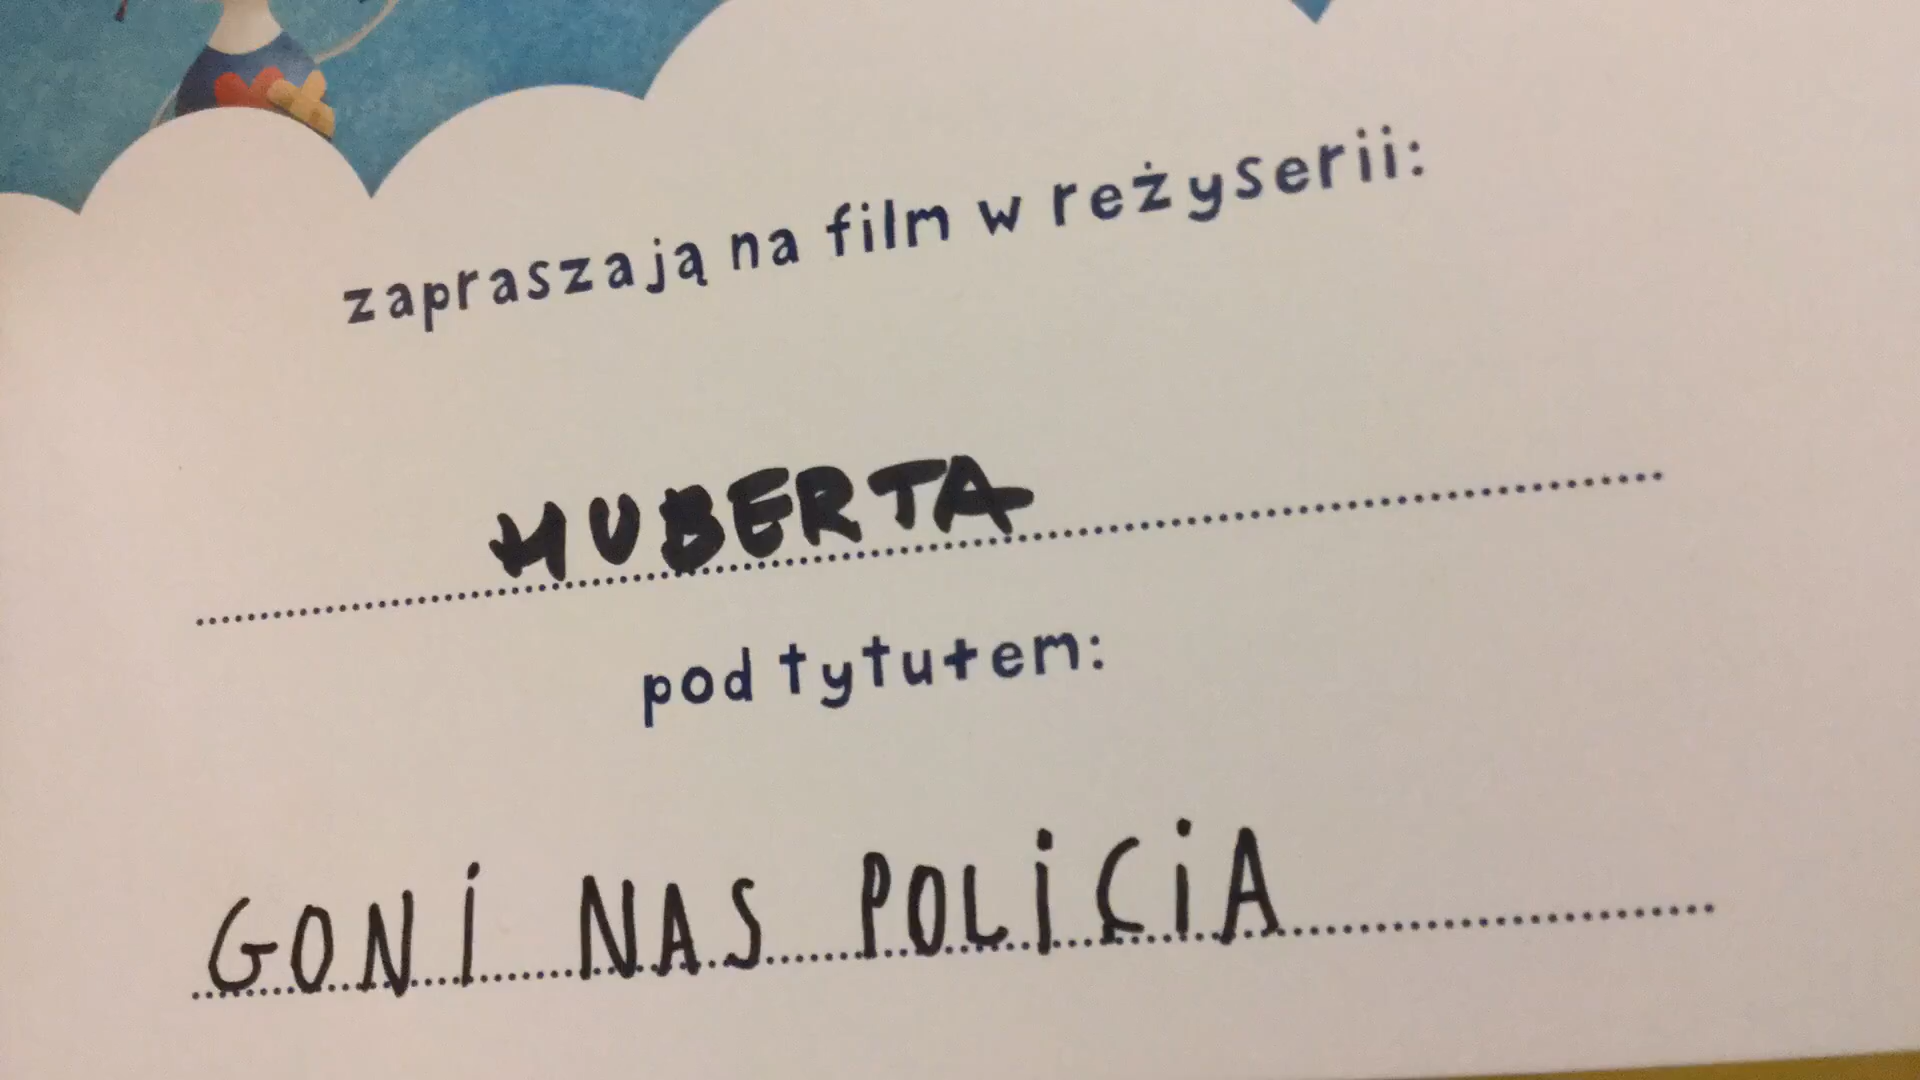 zapraszają na film w reżyserii:
HUBERTA
pod tytułem:
GONi NAS POLiCiA